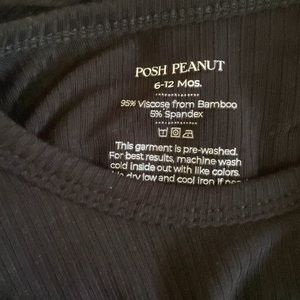 POSH PEANUT
6-12 MOS.
95% Viscose from Bamboo
5% Spandex
This garment is pre-washed.
For best results, machine wash
cold inside out with like colors.
dry low and cool iron if